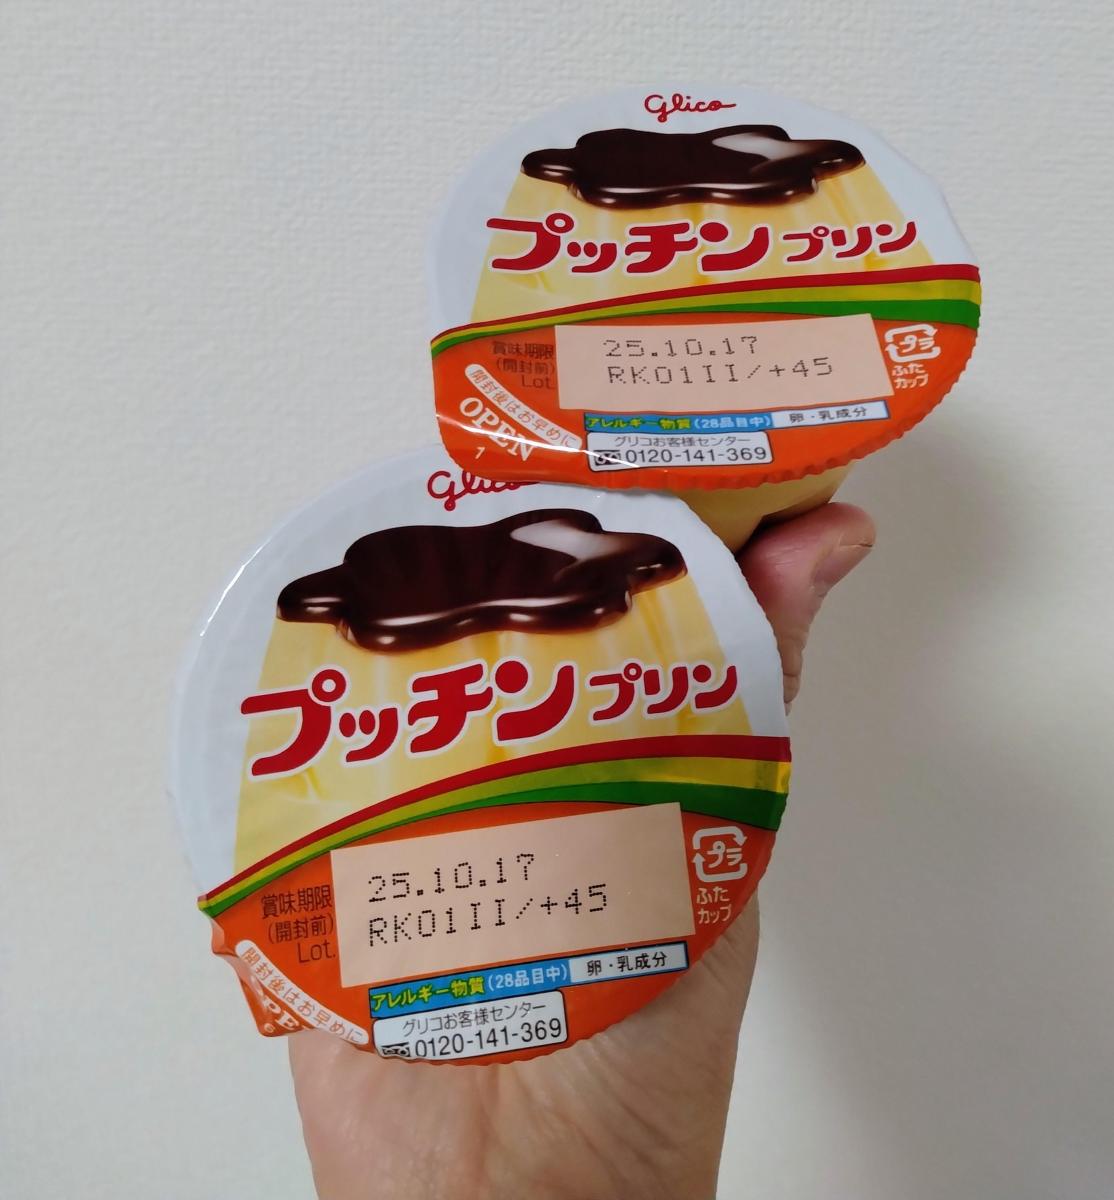 Glico
プッチンプリン
賞味期限
(開封前)
Lot.
25.10.17
RK01II/+45
プラ
ふた
カップ
開封後はお早めに
OPEN
7
アレルギー物質(28品目中) 卵・乳成分
グリコお客様センター
0120-141-369
Glico
プッチンプリン
賞味期限
(開封前)
Lot.
25.10.17
RK01II/+45
プラ
ふた
カップ
開封後はお早めに
アレルギー物質(28品目中) 卵・乳成分
グリコお客様センター
0120-141-369